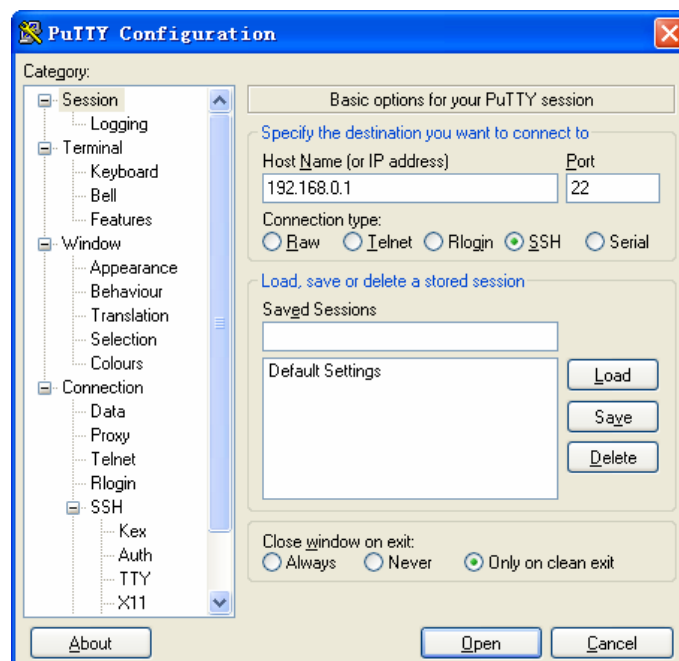 PuTTY Configuration
Category:
Session
Logging
Terminal
Keyboard
Bell
Features
Window
Appearance
Behaviour
Translation
Selection
Colours
Connection
Data
Proxy
Telnet
Rlogin
SSH
Kex
Auth
TTY
X11
Basic options for your PuTTY session
Specify the destination you want to connect to
Host Name (or IP address) Port
192.168.0.1 22
Connection type:
Raw Telnet Rlogin SSH Serial
Load, save or delete a stored session
Saved Sessions
Default Settings
Load
Save
Delete
Close window on exit:
Always Never Only on clean exit
About Open Cancel